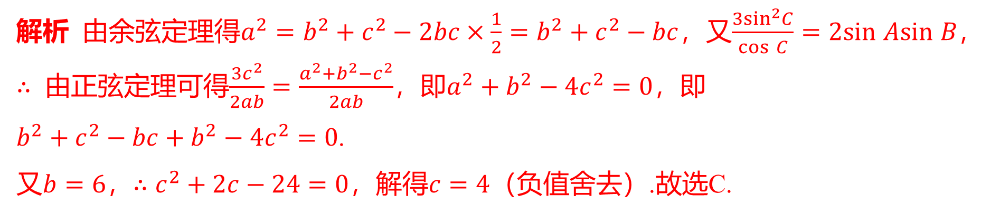 解析 由余弦定理得$a^2=b^2+c^2-2bc×\frac{1}{2}=b^2+c^2-bc$，又$\frac{3\sin^2 C}{\cos C}=2\sin A\sin B$，
∴ 由正弦定理可得$\frac{3c^2}{2ab}=\frac{a^2+b^2-c^2}{2ab}$，即$a^2+b^2-4c^2=0$，即
$b^2+c^2-bc+b^2-4c^2=0$.
又$b=6$，∴ $c^2+2c-24=0$，解得$c=4$（负值舍去）.故选C.